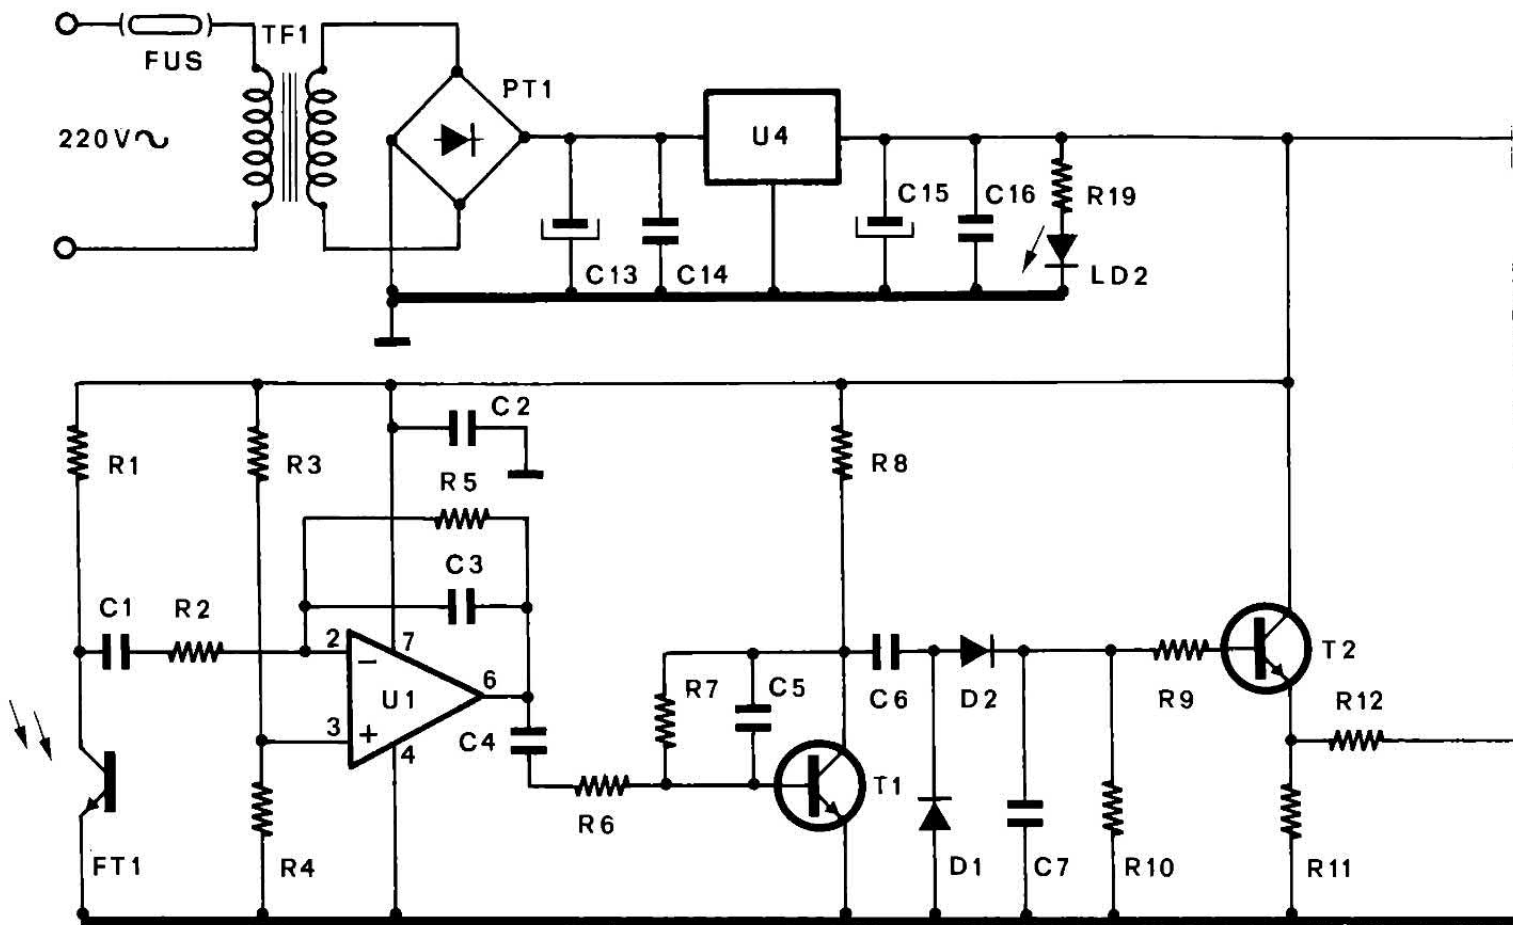 TF1
FUS
PT1
220V~
U4
C15
C16
R19
C13
C14
LD2
C2
R1
R3
R5
R8
C3
C1
R2
2
7
6
U1
3
4
C4
R7
C5
C6
D2
R9
T2
R12
T1
R6
FT1
R4
D1
C7
R10
R11